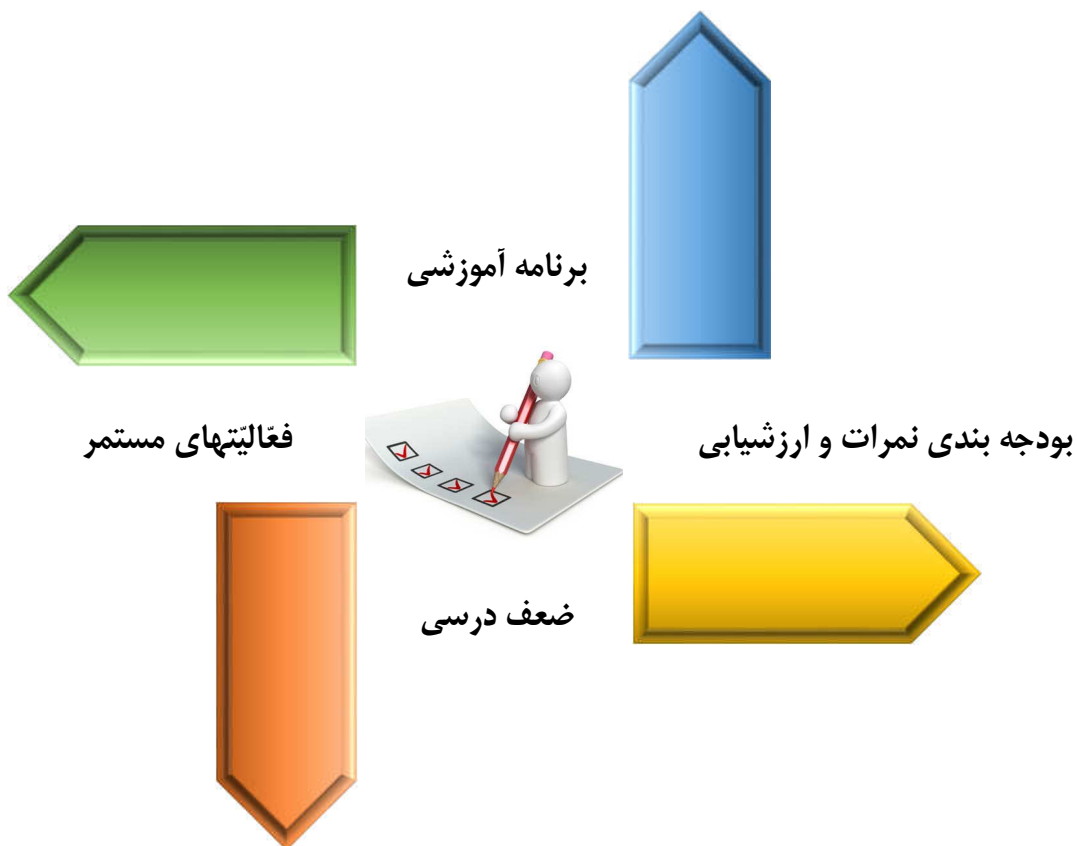 برنامه آموزشی
بودجه بندی نمرات و ارزشیابی
فعّالیّتهای مستمر
ضعف درسی